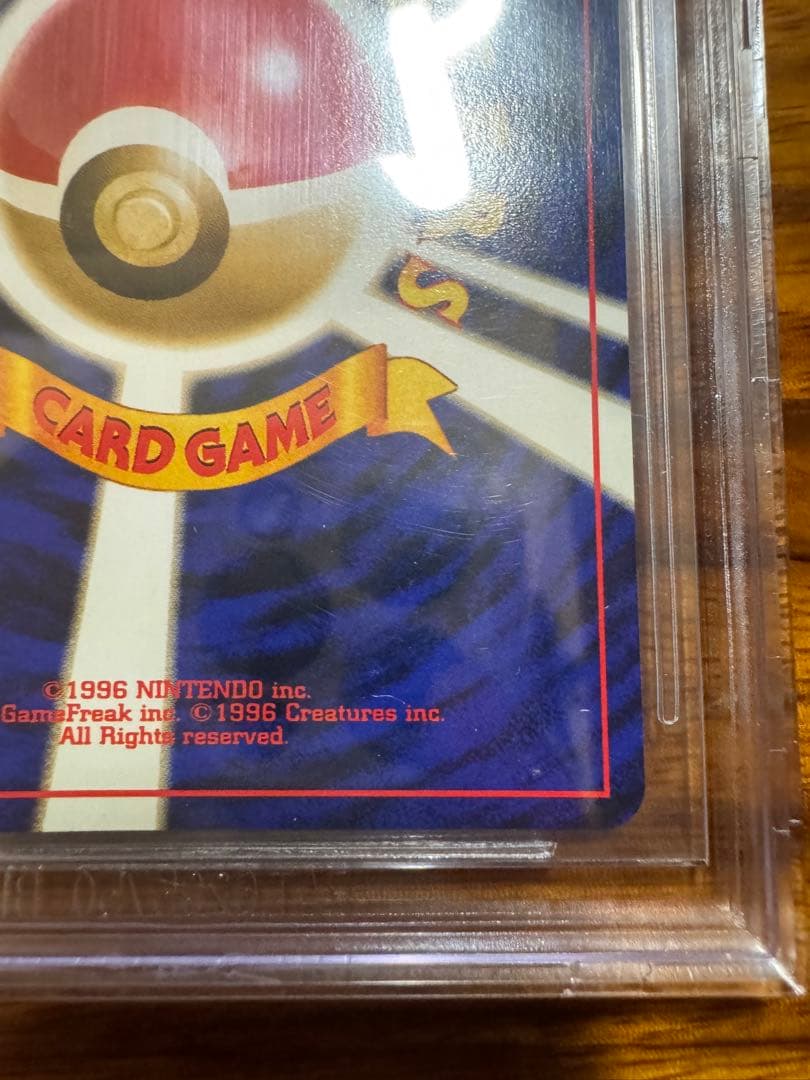 S
CARD GAME
©1996 NINTENDO inc.
GameFreak inc. ©1996 Creatures inc.
All Rights reserved.